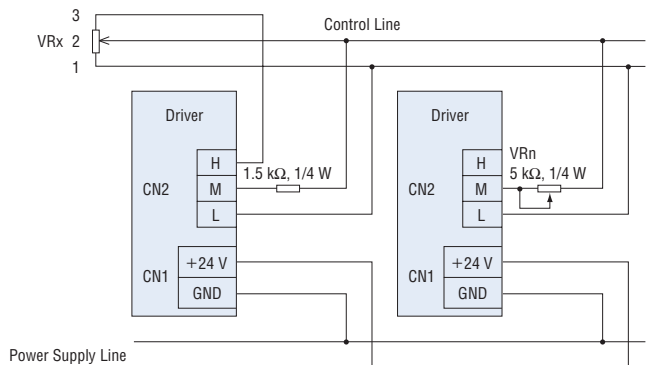 3
VRx 2
1
Control Line
Driver
CN2
H
M
L
1.5 kΩ, 1/4 W
CN1
+24 V
GND
Driver
CN2
H
M
L
VRn
5 kΩ, 1/4 W
CN1
+24 V
GND
Power Supply Line